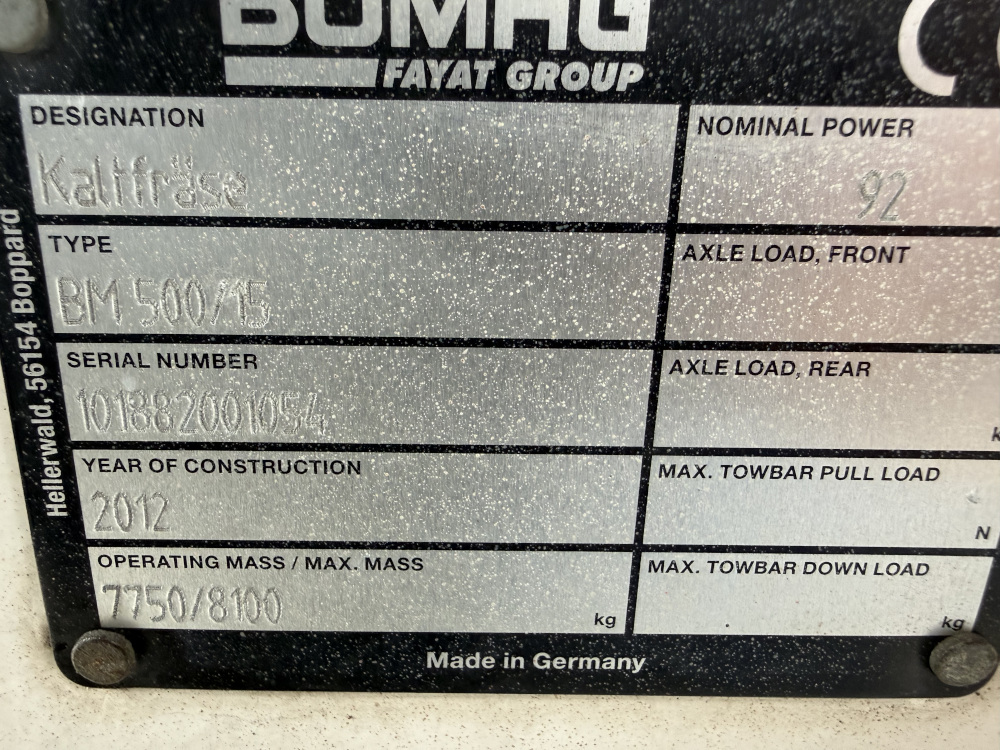 BOMAG
FAYAT GROUP
Hellerwald, 56154 Boppard
DESIGNATION
Kaltfräse
NOMINAL POWER
92
TYPE
BM 500/15
AXLE LOAD, FRONT
SERIAL NUMBER
101882001054
AXLE LOAD, REAR
k
YEAR OF CONSTRUCTION
2012
MAX. TOWBAR PULL LOAD
N
OPERATING MASS / MAX. MASS
7750/8100
kg
MAX. TOWBAR DOWN LOAD
kg
Made in Germany